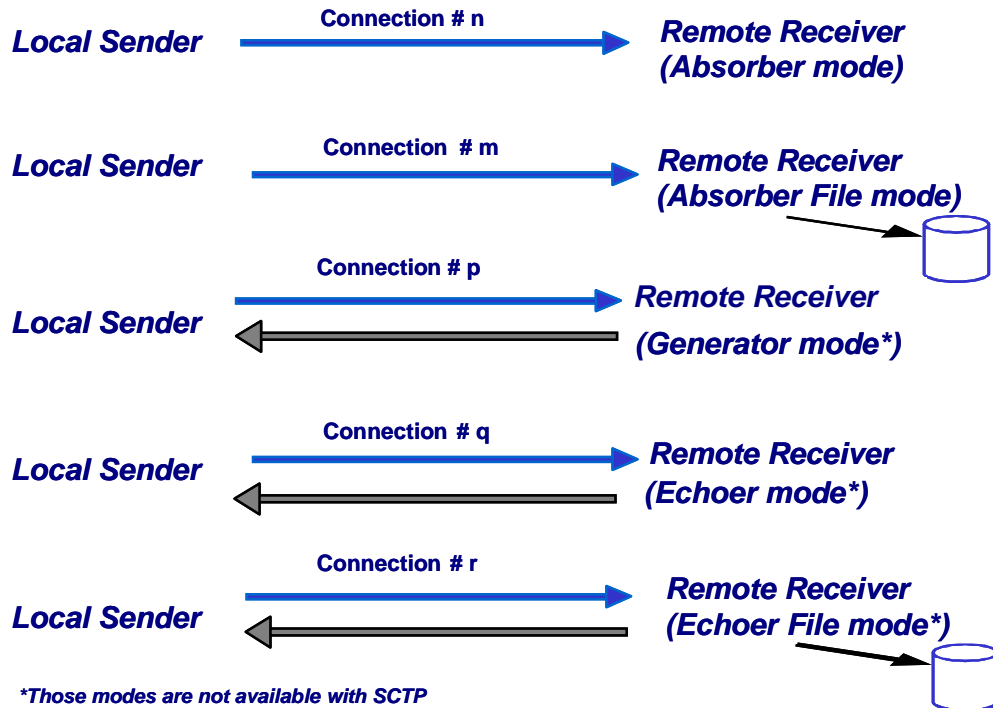 Connection # n
Local Sender
Remote Receiver
(Absorber mode)
Connection # m
Local Sender
Remote Receiver
(Absorber File mode)
Connection # p
Local Sender
Remote Receiver
(Generator mode*)
Connection # q
Local Sender
Remote Receiver
(Echoer mode*)
Connection # r
Local Sender
Remote Receiver
(Echoer File mode*)
*Those modes are not available with SCTP